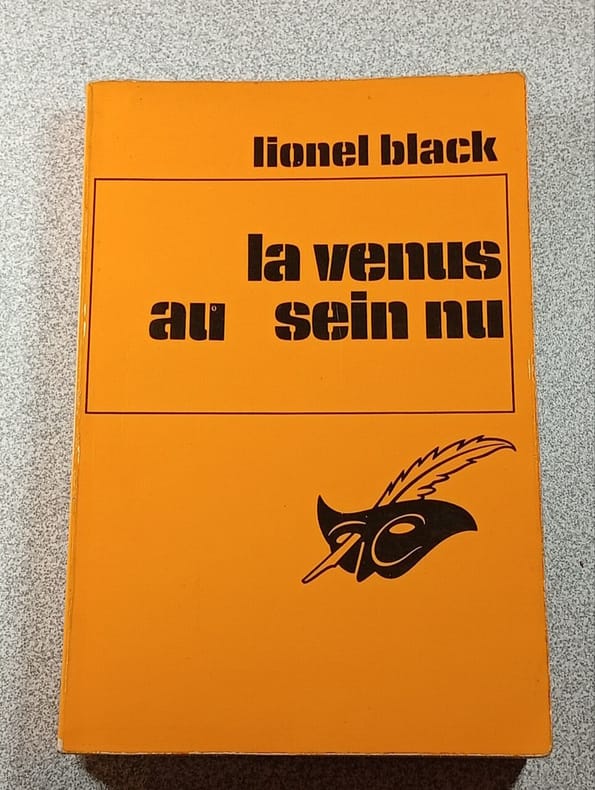 lionel black
la venus
au sein nu